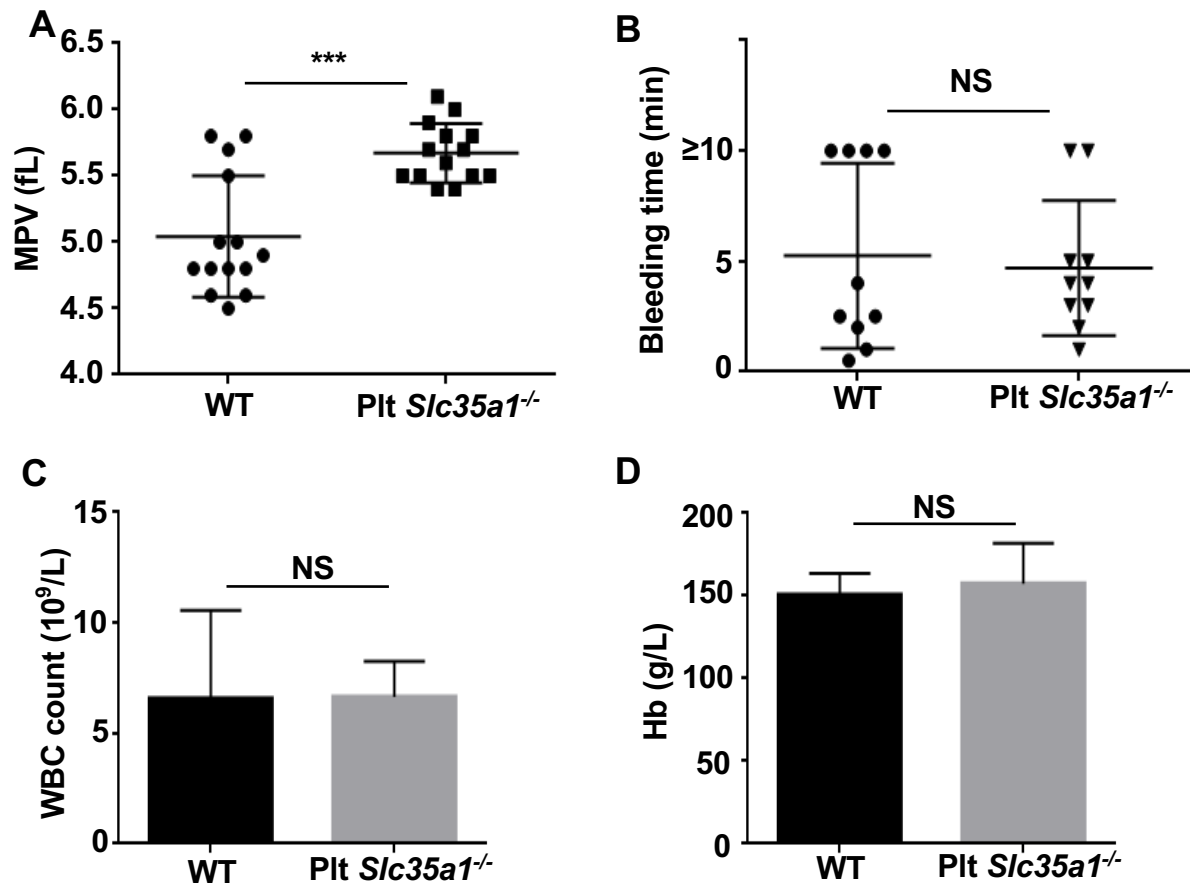 A
MPV (fL)
6.5
6.0
5.5
5.0
4.5
4.0
***
WT
Plt Slc35a1-/-
B
Bleeding time (min)
≥10
5
0
NS
WT
Plt Slc35a1-/-
C
WBC count (10⁹/L)
15
10
5
0
NS
WT
Plt Slc35a1-/-
D
Hb (g/L)
200
150
100
50
0
NS
WT
Plt Slc35a1-/-